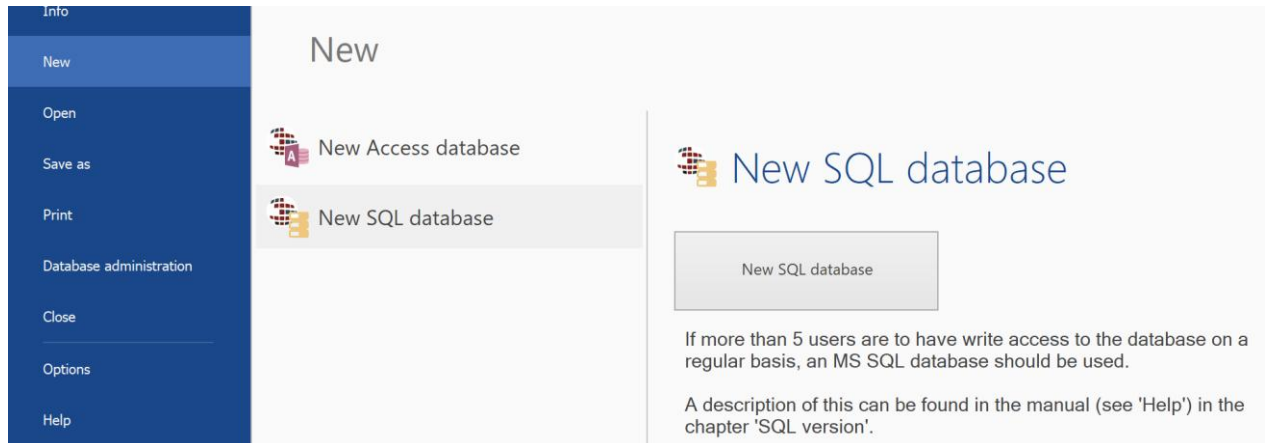 Info
New
Open
Save as
Print
Database administration
Close
Options
Help
New
A New Access database
New SQL database
New SQL database
New SQL database
If more than 5 users are to have write access to the database on a
regular basis, an MS SQL database should be used.
A description of this can be found in the manual (see 'Help') in the
chapter 'SQL version'.